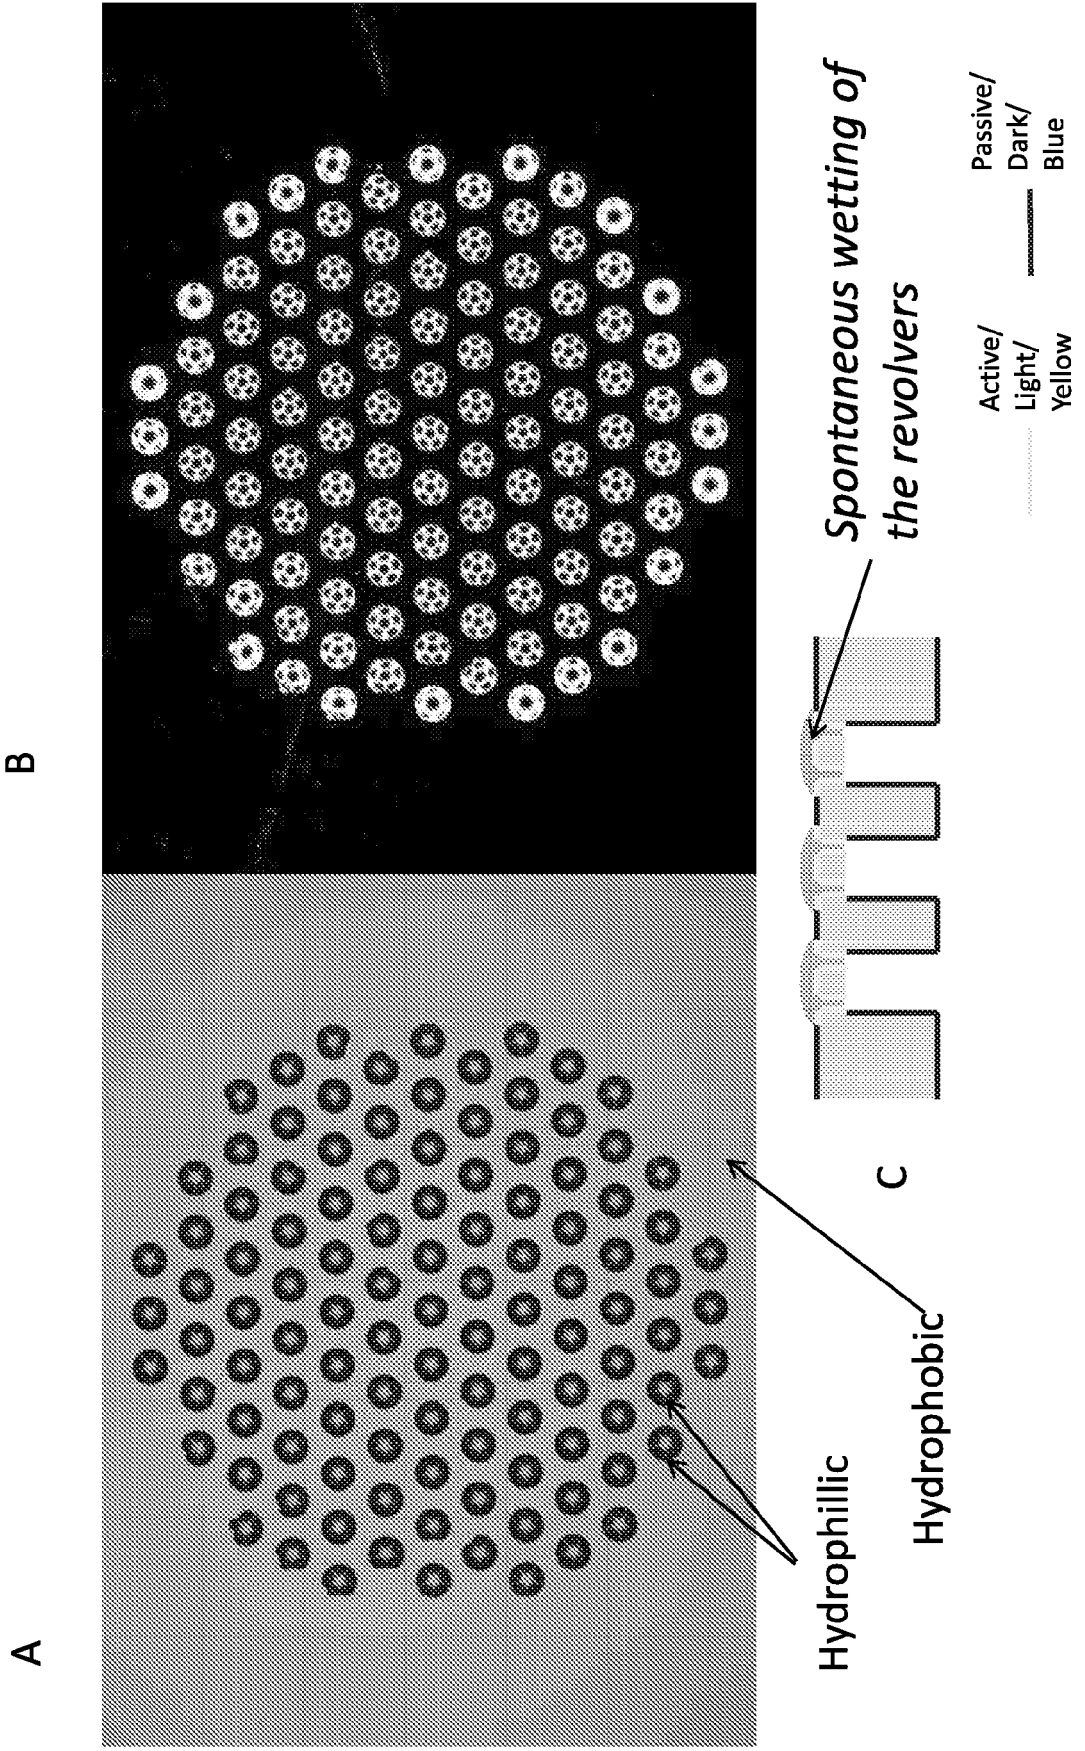 A
B
Hydrophillic
Hydrophobic
C
Spontaneous wetting of
the revolvers
Active/
Light/
Yellow
Passive/
Dark/
Blue